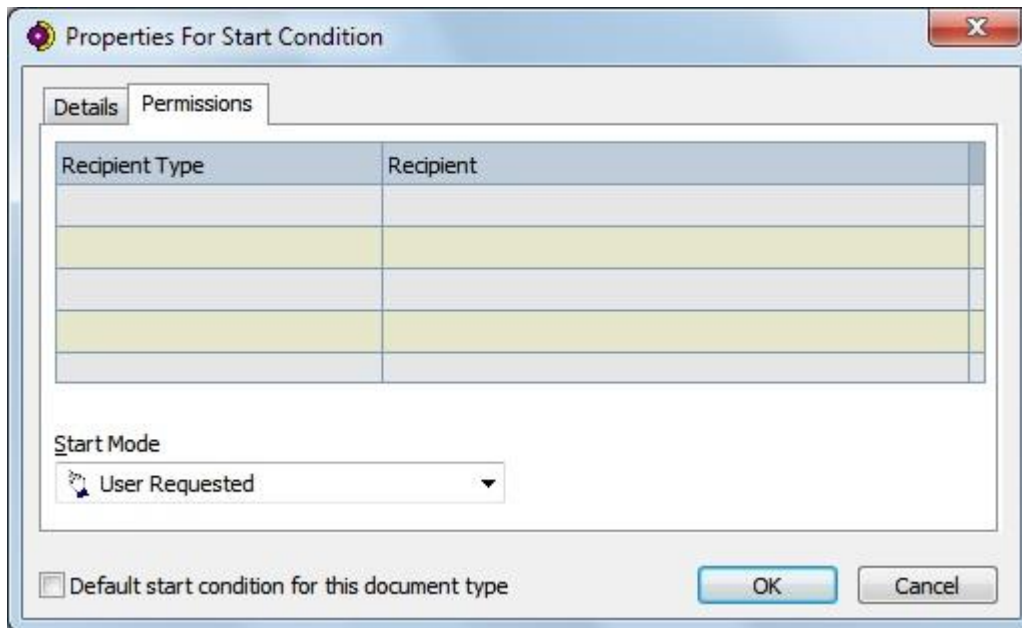 Properties For Start Condition
Details Permissions
Recipient Type Recipient
Start Mode
User Requested
Default start condition for this document type OK Cancel